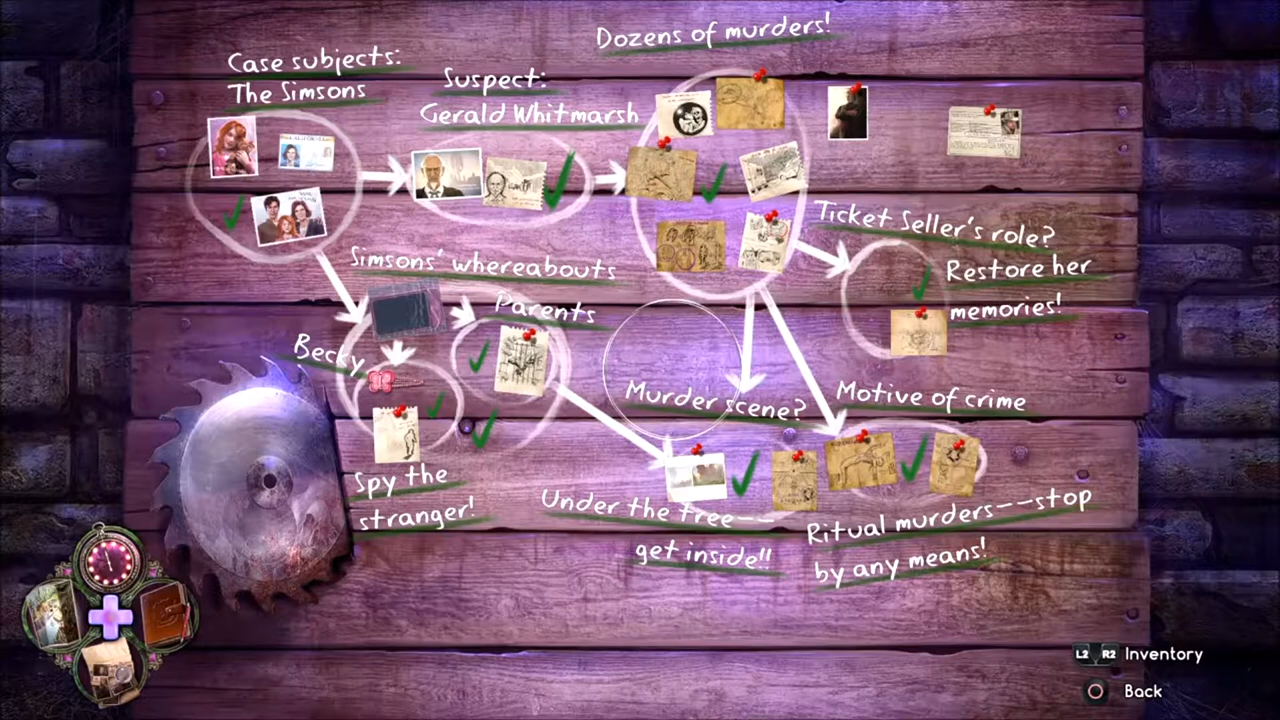 Dozens of murders!
Case subjects:
The Simsons
Suspect:
Gerald Whitmarsh
Ticket Seller's role?
Restore her
memories!
Simsons' whereabouts
Parents
Becky
Murder scene?
Motive of crime
Spy the
stranger!
Under the tree--
get inside!!
Ritual murders--stop
by any means!
L2 R2 Inventory
Back